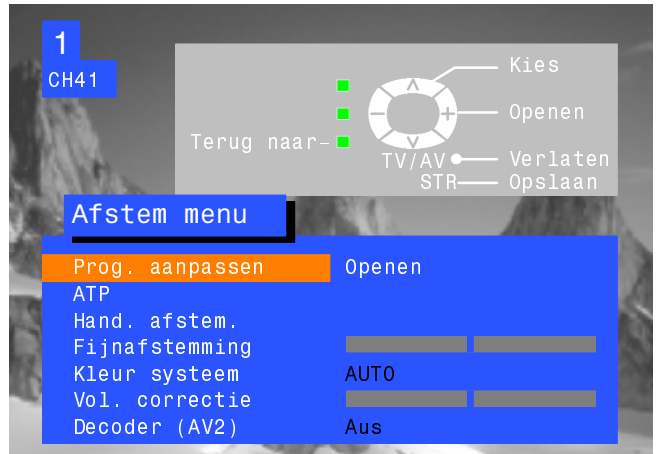 1
CH41
Kies
Openen
Terug naar
TV/AV Verlaten
STR Opslaan
Afstem menu
Prog. aanpassen Openen
ATP
Hand. afstem.
Fijnafstemming
Kleur systeem AUTO
Vol. correctie
Decoder (AV2) Aus